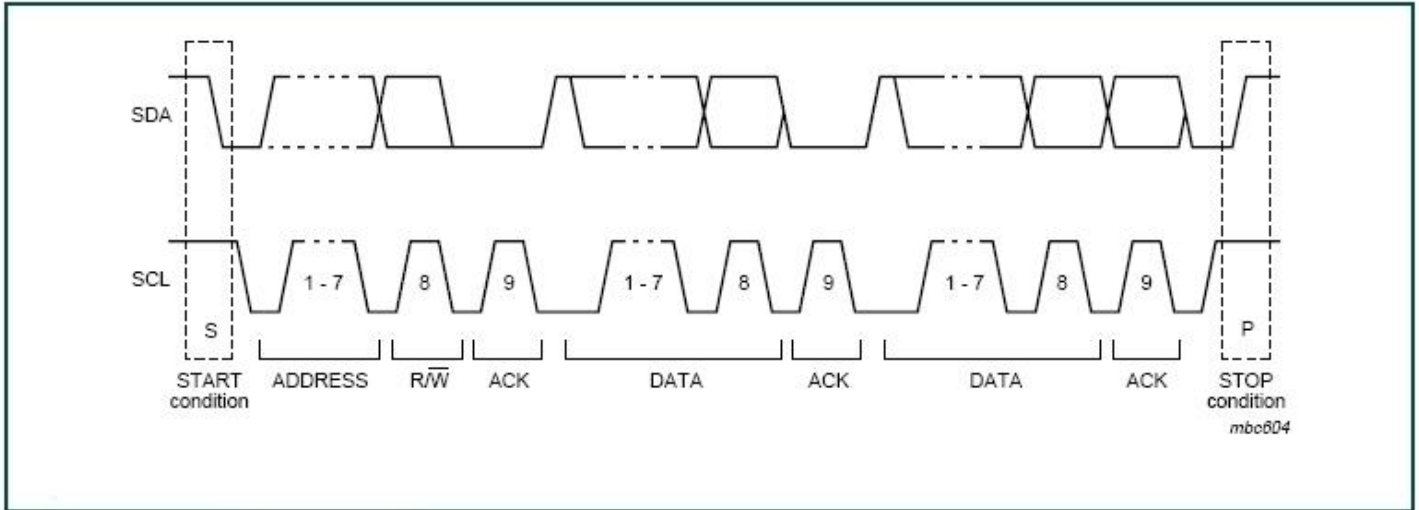 SDA
SCL
1 - 7 8 9 1 - 7 8 9 1 - 7 8 9
S P
START condition ADDRESS R/W̅ ACK DATA ACK DATA ACK STOP condition
mbc604